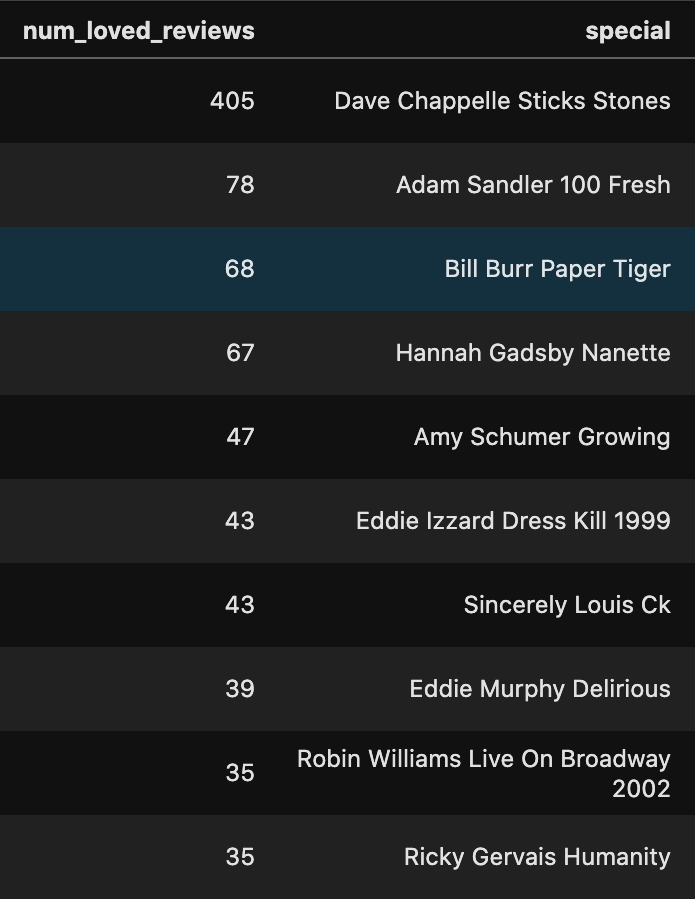 num_loved_reviews special
405 Dave Chappelle Sticks Stones
78 Adam Sandler 100 Fresh
68 Bill Burr Paper Tiger
67 Hannah Gadsby Nanette
47 Amy Schumer Growing
43 Eddie Izzard Dress Kill 1999
43 Sincerely Louis Ck
39 Eddie Murphy Delirious
35 Robin Williams Live On Broadway
2002
35 Ricky Gervais Humanity